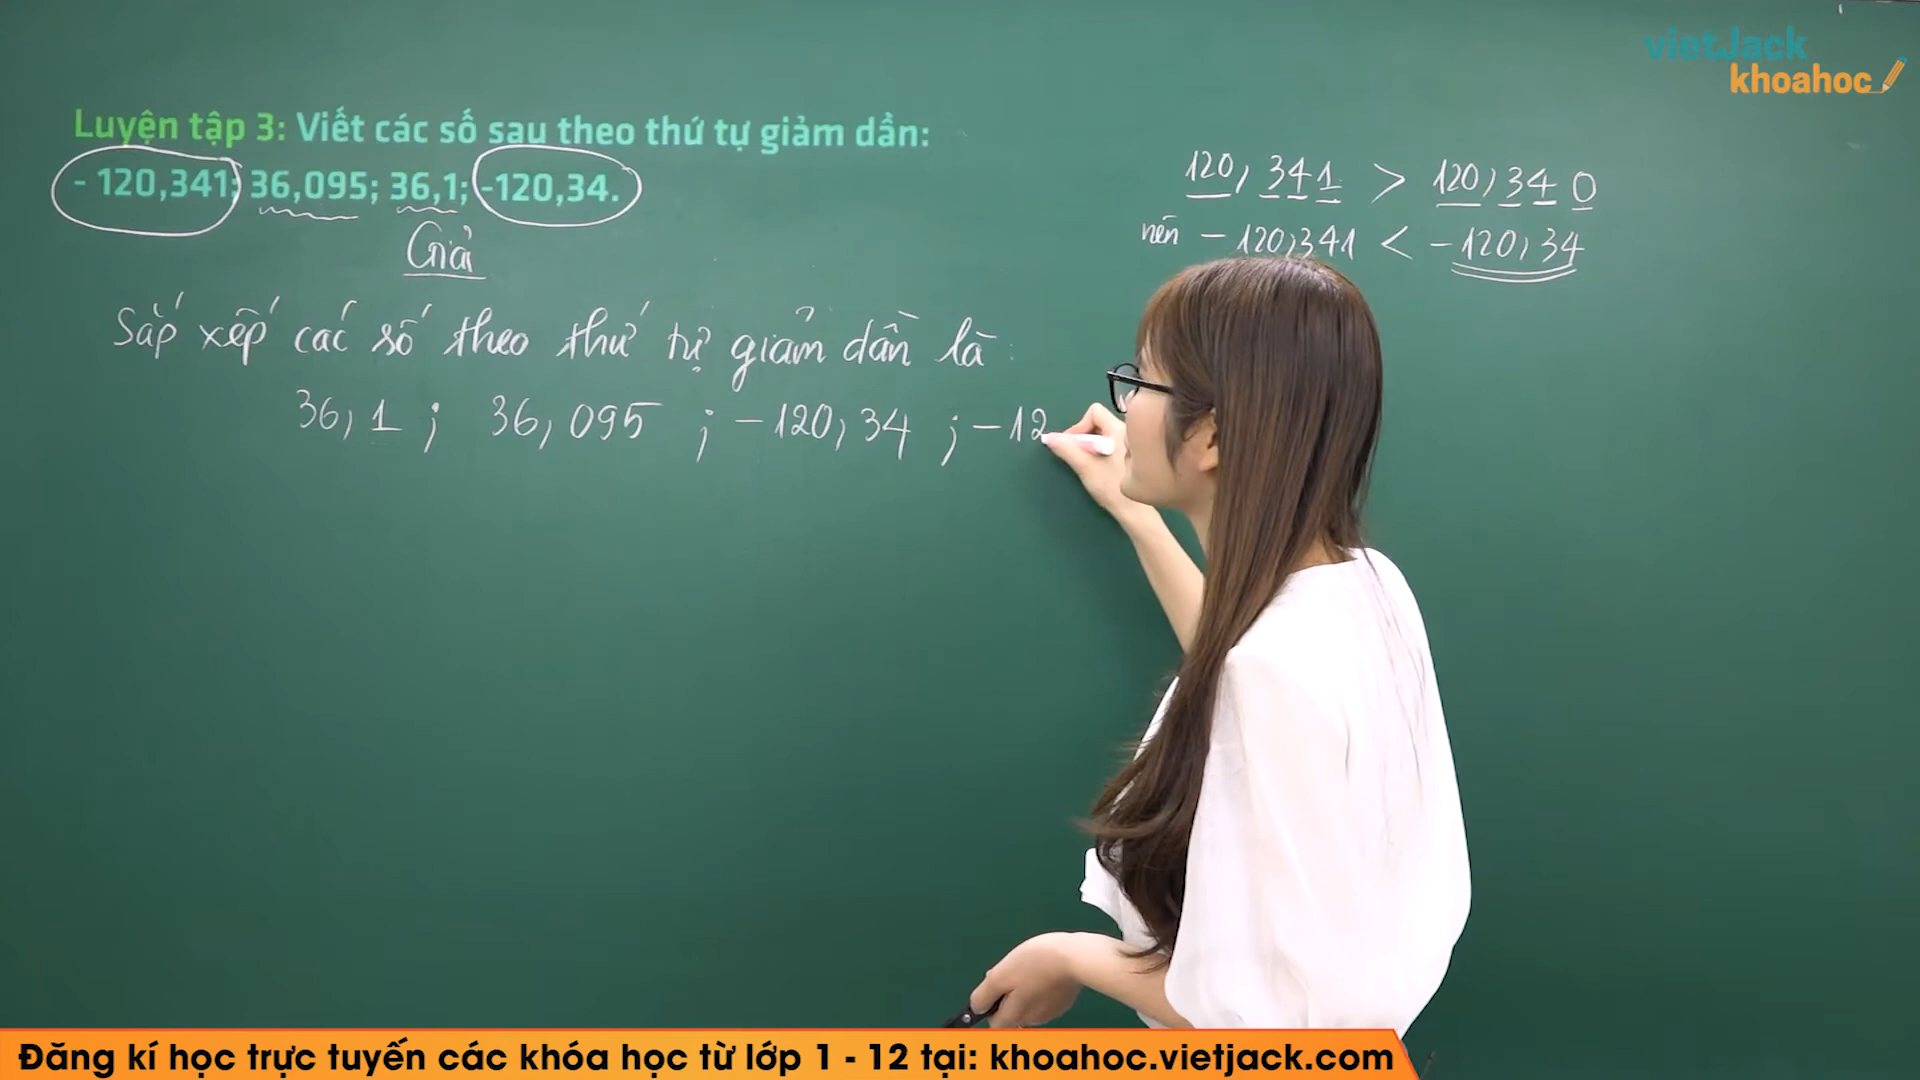 vietJack
khoahoc
Luyện tập 3: Viết các số sau theo thứ tự giảm dần:
- 120,341; 36,095; 36,1; -120,34.
Giải
Sắp xếp các số theo thứ tự giảm dần là:
36,1 ; 36,095 ; -120,34 ; -12
120,341 > 120,340
nên -120,341 < -120,34
Đăng kí học trực tuyến các khóa học từ lớp 1 - 12 tại: khoahoc.vietjack.com